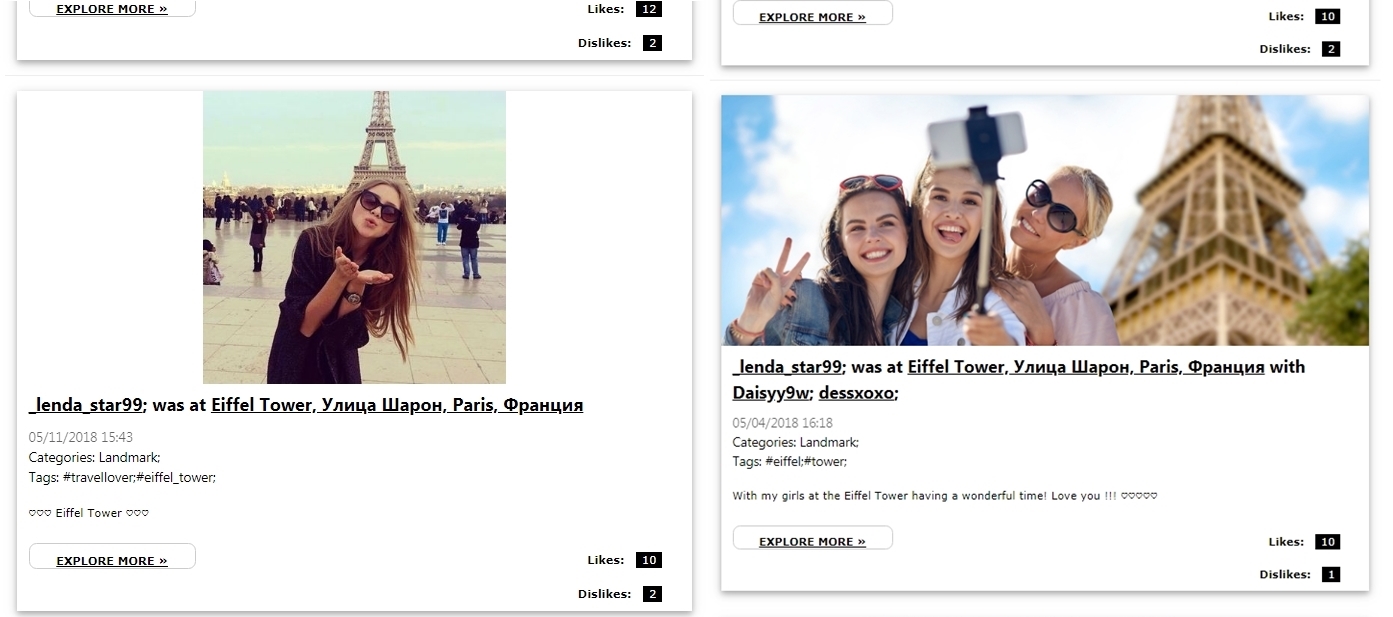 EXPLORE MORE »
Likes: 12
Dislikes: 2
_lenda_star99; was at Eiffel Tower, Улица Шарон, Paris, Франция
05/11/2018 15:43
Categories: Landmark;
Tags: #travellover;#eiffel_tower;
♡♡♡ Eiffel Tower ♡♡♡
EXPLORE MORE »
Likes: 10
Dislikes: 2
EXPLORE MORE »
Likes: 10
Dislikes: 2
_lenda_star99; was at Eiffel Tower, Улица Шарон, Paris, Франция with
Daisyy9w; dessxoxo;
05/04/2018 16:18
Categories: Landmark;
Tags: #eiffel;#tower;
With my girls at the Eiffel Tower having a wonderful time! Love you !!! ♡♡♡♡♡
EXPLORE MORE »
Likes: 10
Dislikes: 1